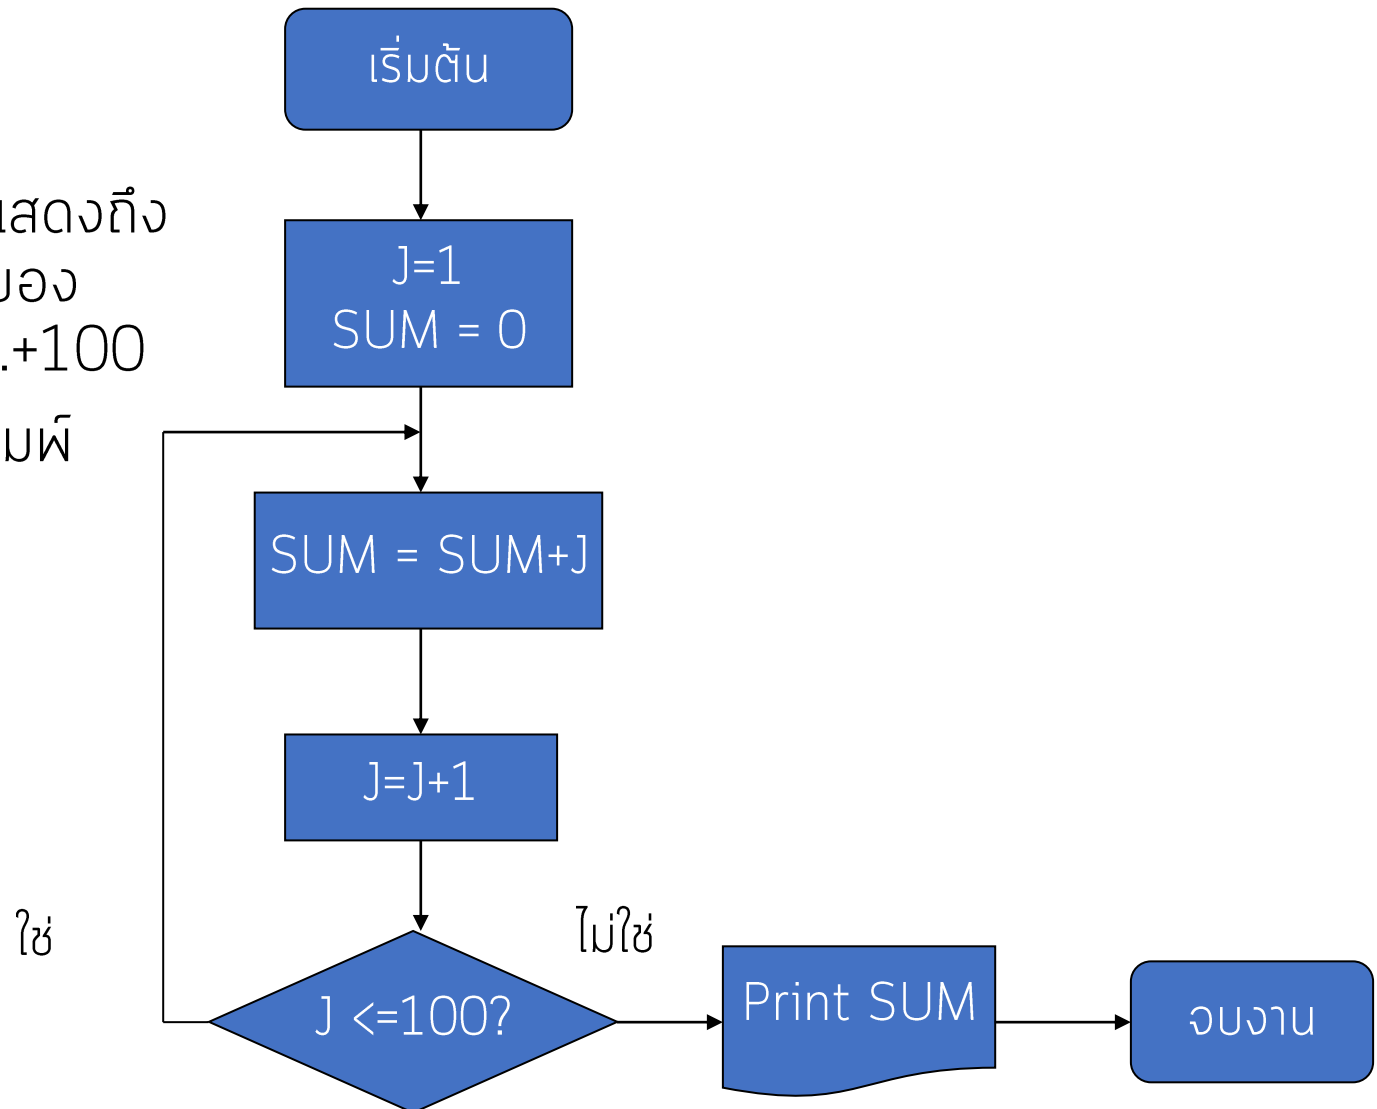 เริ่มต้น
แสดงถึง
ของ
.+100
มพ์
J=1
SUM = 0
SUM = SUM+J
J=J+1
ใช่
ไม่ใช่
J <=100?
Print SUM
จบงาน